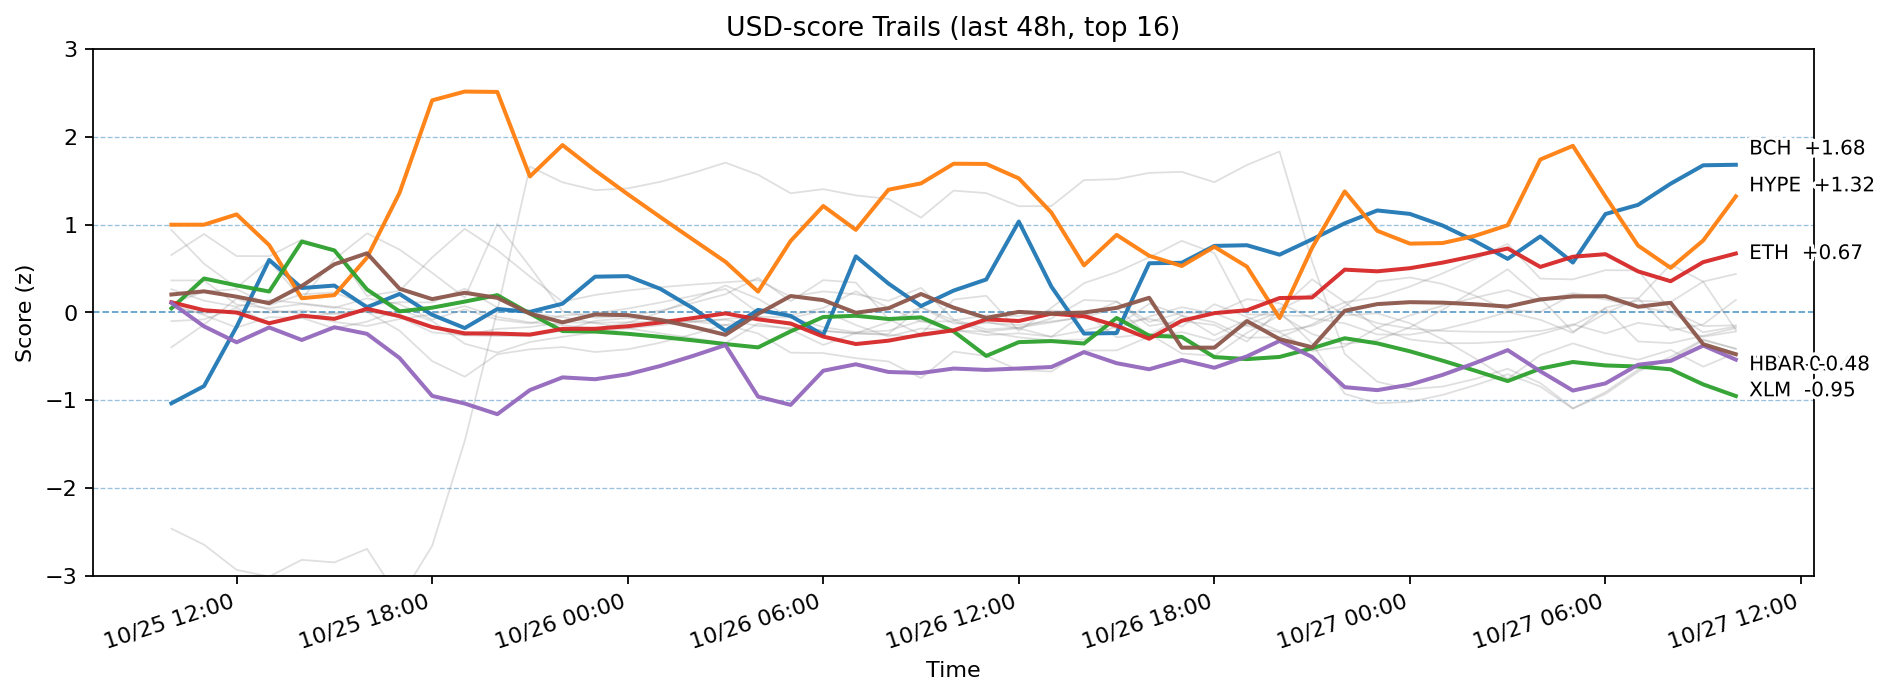 USD-score Trails (last 48h, top 16)
3
2
1
0
−1
−2
−3
Score (z)
BCH +1.68
HYPE +1.32
ETH +0.67
HBAR -0.48
XLM -0.95
10/25 12:00
10/25 18:00
10/26 00:00
10/26 06:00
10/26 12:00
10/26 18:00
10/27 00:00
10/27 06:00
10/27 12:00
Time